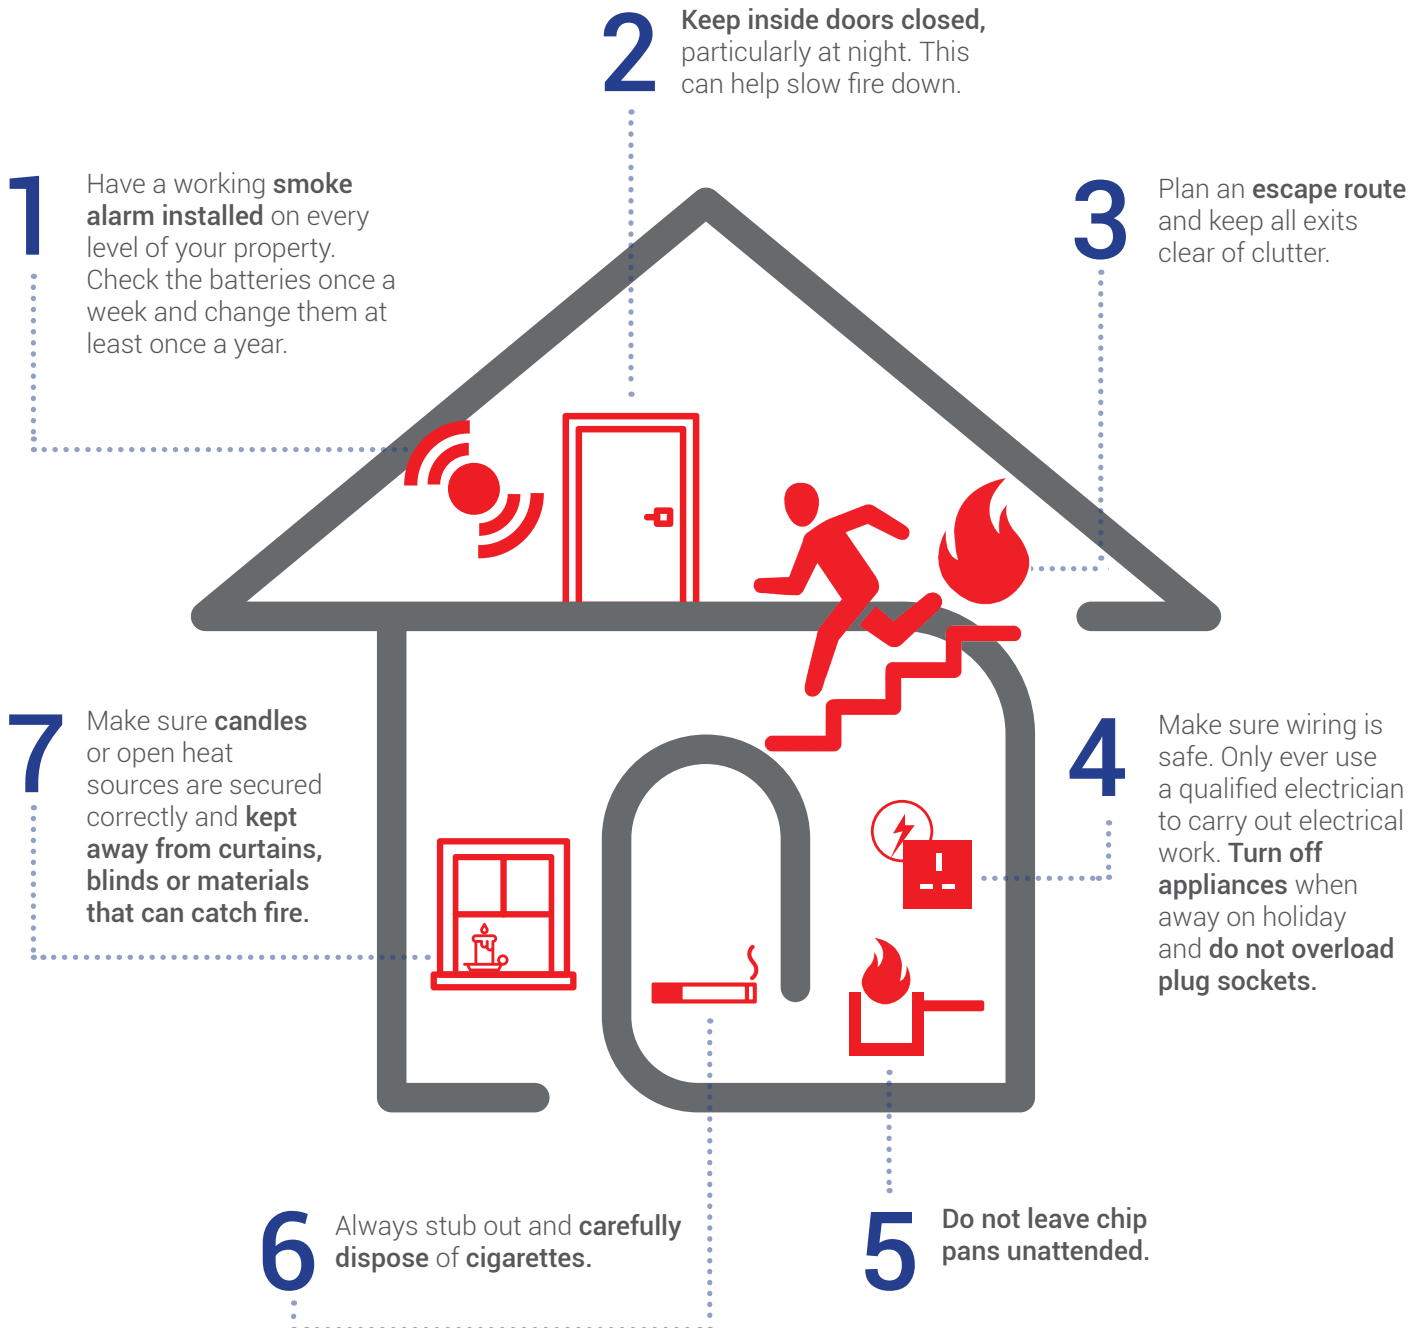 1
Have a working smoke
alarm installed on every
level of your property.
Check the batteries once a
week and change them at
least once a year.
2
Keep inside doors closed,
particularly at night. This
can help slow fire down.
3
Plan an escape route
and keep all exits
clear of clutter.
4
Make sure wiring is
safe. Only ever use
a qualified electrician
to carry out electrical
work. Turn off
appliances when
away on holiday
and do not overload
plug sockets.
5
Do not leave chip
pans unattended.
6
Always stub out and carefully
dispose of cigarettes.
7
Make sure candles
or open heat
sources are secured
correctly and kept
away from curtains,
blinds or materials
that can catch fire.